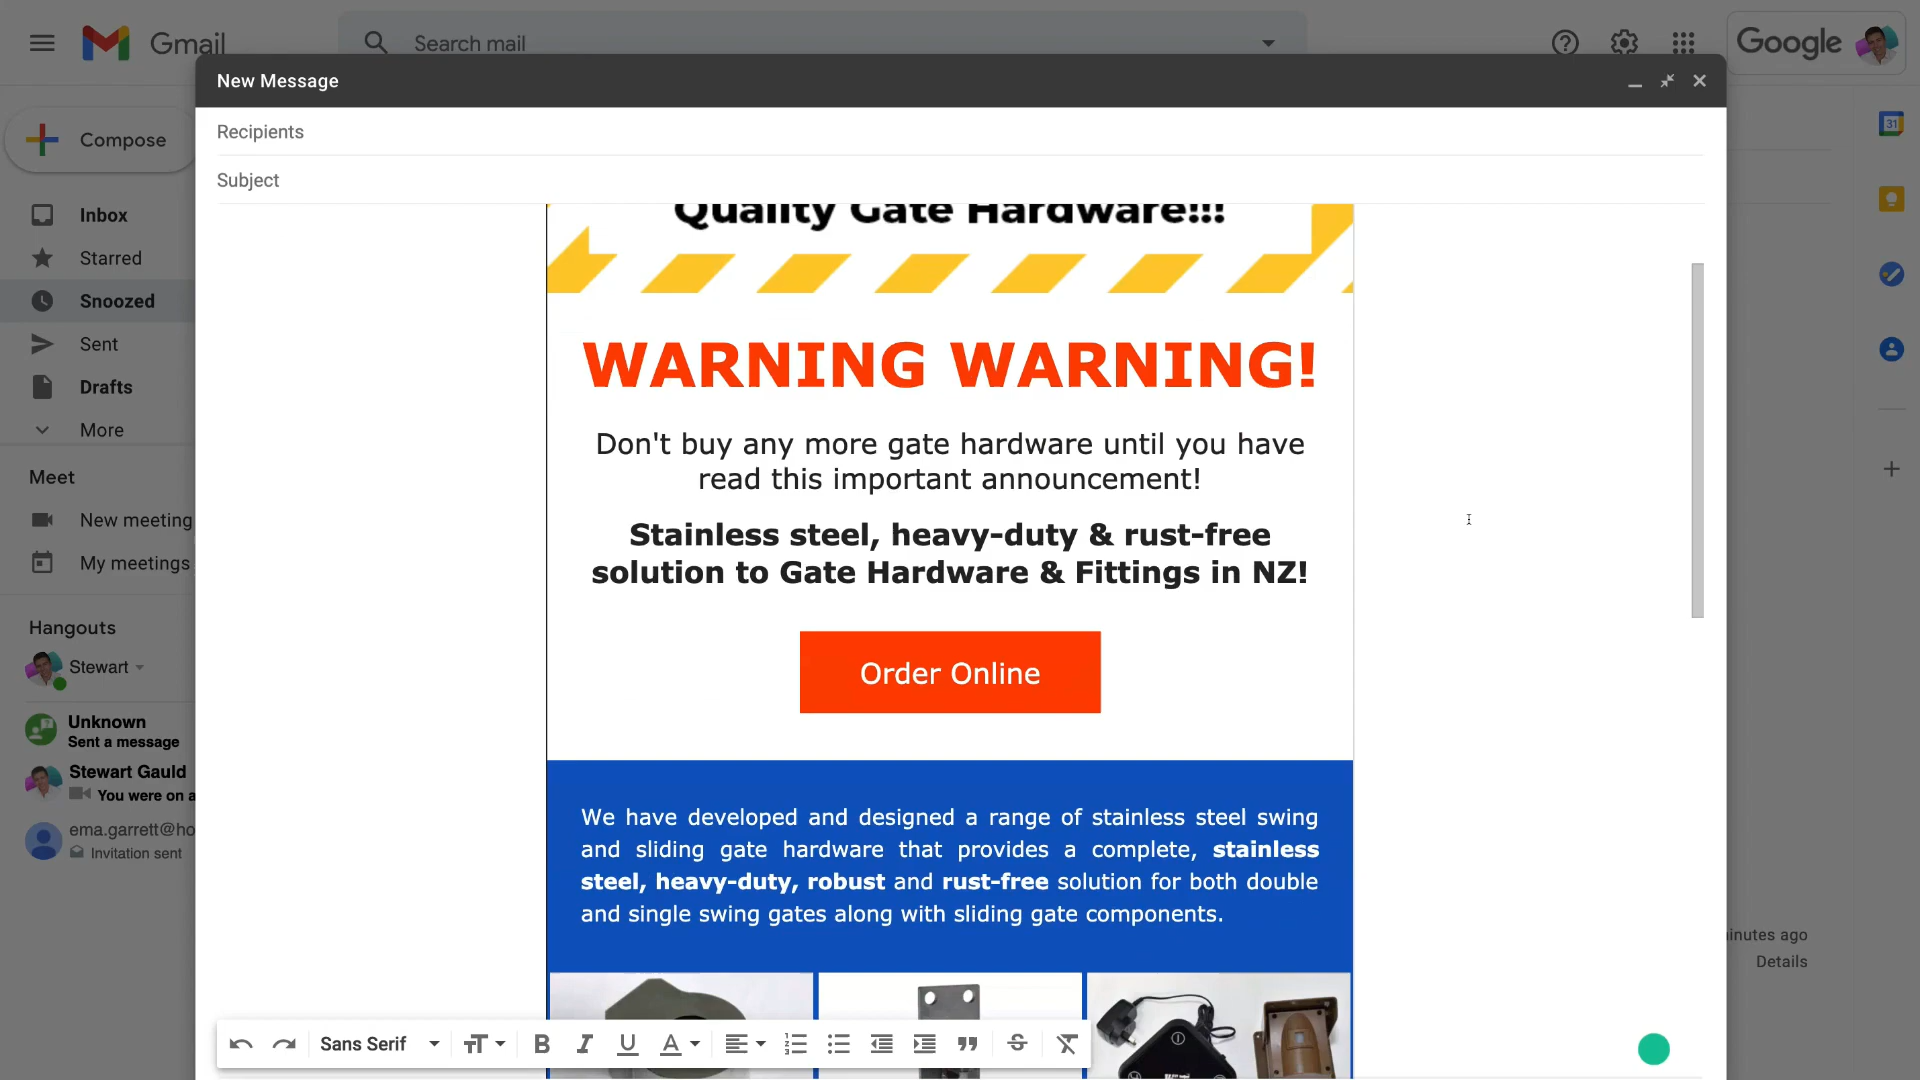 Gmail
Search mail
Google
New Message
Compose
Recipients
Subject
Inbox
Starred
Snoozed
Sent
Drafts
More
Meet
New meeting
My meetings
Hangouts
Stewart
Unknown
Sent a message
Stewart Gauld
You were on a
ema.garrett@ho
Invitation sent
Quality Gate Hardware!!!
WARNING WARNING!
Don't buy any more gate hardware until you have
read this important announcement!
Stainless steel, heavy-duty & rust-free
solution to Gate Hardware & Fittings in NZ!
Order Online
We have developed and designed a range of stainless steel swing
and sliding gate hardware that provides a complete, stainless
steel, heavy-duty, robust and rust-free solution for both double
and single swing gates along with sliding gate components.
Sans Serif
31
inutes ago
Details